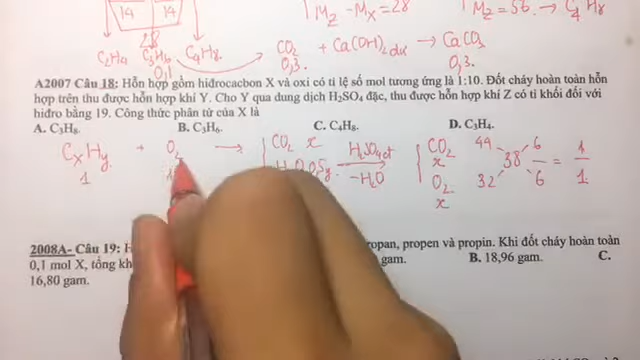 14 14 M_Z - M_X = 28 M_Z = 56. → C₄H₈
28
C₂H₄ C₃H₆ C₄H₈
0,1 CO₂ + Ca(OH)₂ dư → CaCO₃
0,3. 0,3.
A2007 Câu 18: Hỗn hợp gồm hiđrocacbon X và oxi có tỉ lệ số mol tương ứng là 1:10. Đốt cháy hoàn toàn hỗn
hợp trên thu được hỗn hợp khí Y. Cho Y qua dung dịch H₂SO₄ đặc, thu được hỗn hợp khí Z có tỉ khối đối với
hiđro bằng 19. Công thức phân tử của X là
A. C₃H₈. B. C₃H₆. C. C₄H₈. D. C₃H₄.
CxHy + O₂ → CO₂ x H₂SO₄đ CO₂ 44 6 1
1 0,5y -H₂O x 38 = 
O₂ 32 6 1
x
2008A- Câu 19: propan, propen và propin. Khi đốt cháy hoàn toàn
0,1 mol X, tổng gam. B. 18,96 gam. C.
16,80 gam.